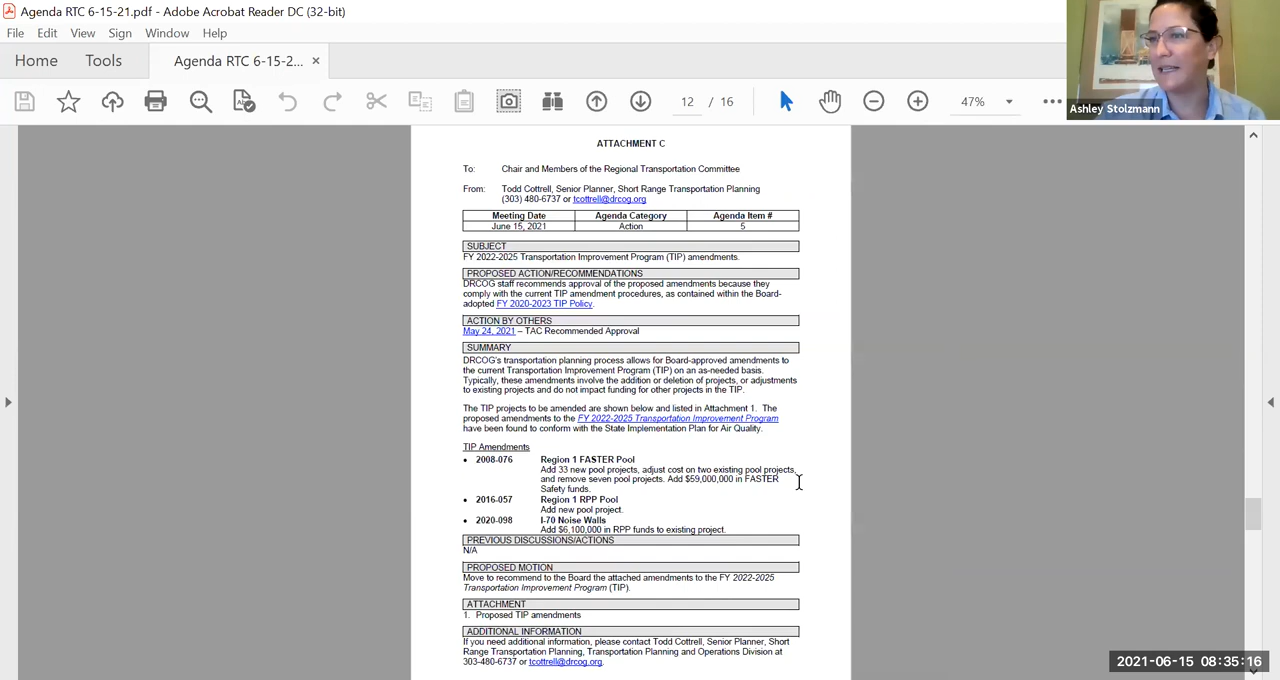 Agenda RTC 6-15-21.pdf - Adobe Acrobat Reader DC (32-bit)
File Edit View Sign Window Help
Home Tools Agenda RTC 6-15-2... ×
12 / 16 47%
Ashley Stolzmann
ATTACHMENT C
To: Chair and Members of the Regional Transportation Committee
From: Todd Cottrell, Senior Planner, Short Range Transportation Planning
(303) 480-6737 or tcottrell@drcog.org
Meeting Date Agenda Category Agenda Item #
June 15, 2021 Action 5
SUBJECT
FY 2022-2025 Transportation Improvement Program (TIP) amendments.
PROPOSED ACTION/RECOMMENDATIONS
DRCOG staff recommends approval of the proposed amendments because they
comply with the current TIP amendment procedures, as contained within the Board-
adopted FY 2020-2023 TIP Policy.
ACTION BY OTHERS
May 24, 2021 – TAC Recommended Approval
SUMMARY
DRCOG's transportation planning process allows for Board-approved amendments to
the current Transportation Improvement Program (TIP) on an as-needed basis.
Typically, these amendments involve the addition or deletion of projects, or adjustments
to existing projects and do not impact funding for other projects in the TIP.
The TIP projects to be amended are shown below and listed in Attachment 1. The
proposed amendments to the FY 2022-2025 Transportation Improvement Program
have been found to conform with the State Implementation Plan for Air Quality.
TIP Amendments
• 2008-076 Region 1 FASTER Pool
Add 33 new pool projects, adjust cost on two existing pool projects,
and remove seven pool projects. Add $59,000,000 in FASTER
Safety funds.
• 2016-057 Region 1 RPP Pool
Add new pool project.
• 2020-098 I-70 Noise Walls
Add $6,100,000 in RPP funds to existing project.
PREVIOUS DISCUSSIONS/ACTIONS
N/A
PROPOSED MOTION
Move to recommend to the Board the attached amendments to the FY 2022-2025
Transportation Improvement Program (TIP).
ATTACHMENT
1. Proposed TIP amendments
ADDITIONAL INFORMATION
If you need additional information, please contact Todd Cottrell, Senior Planner, Short
Range Transportation Planning, Transportation Planning and Operations Division at
303-480-6737 or tcottrell@drcog.org.
2021-06-15 08:35:16